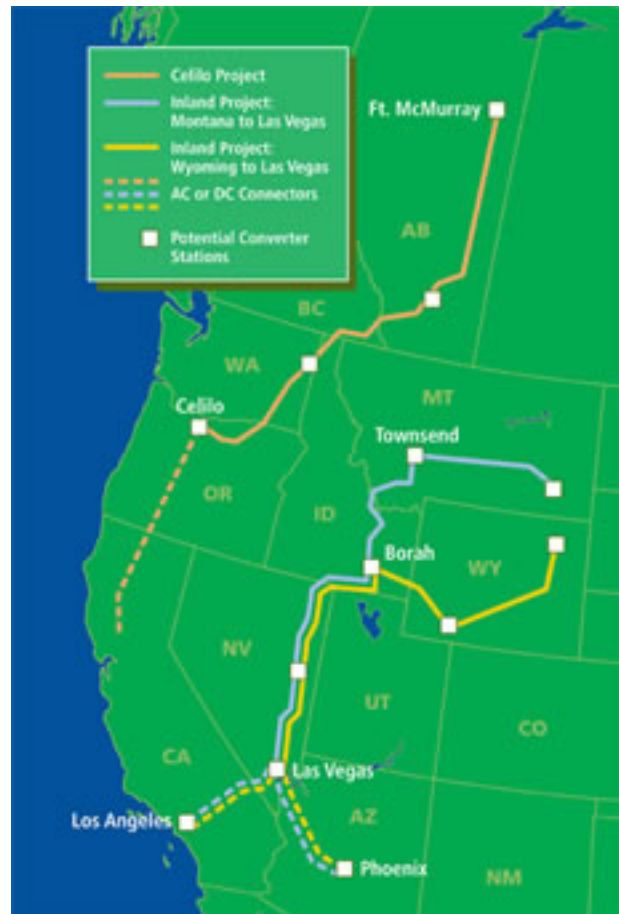 Celilo Project
Inland Project:
Montana to Las Vegas
Inland Project:
Wyoming to Las Vegas
AC or DC Connectors
Potential Converter
Stations
Ft. McMurray
AB
BC
WA
Celilo
MT
Townsend
OR
ID
Borah
WY
NV
UT
CO
CA
Las Vegas
Los Angeles
AZ
Phoenix
NM